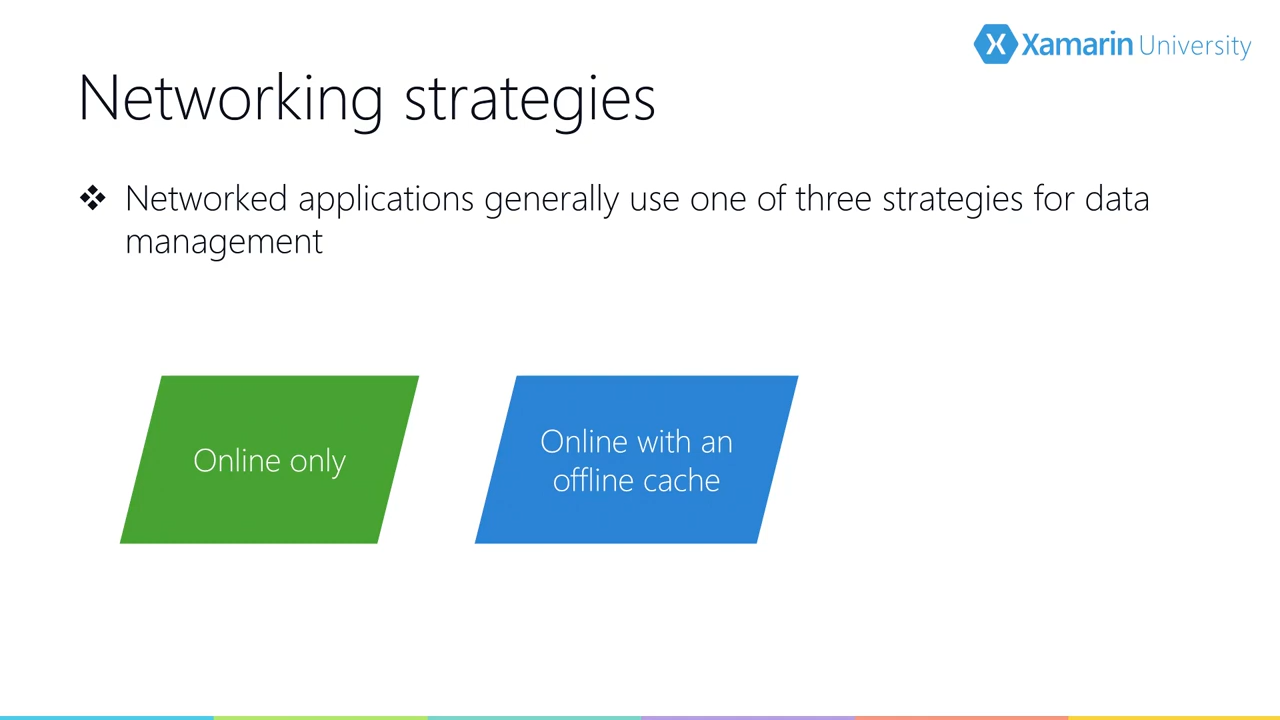 Xamarin University
Networking strategies
❖ Networked applications generally use one of three strategies for data
management
Online only
Online with an
offline cache